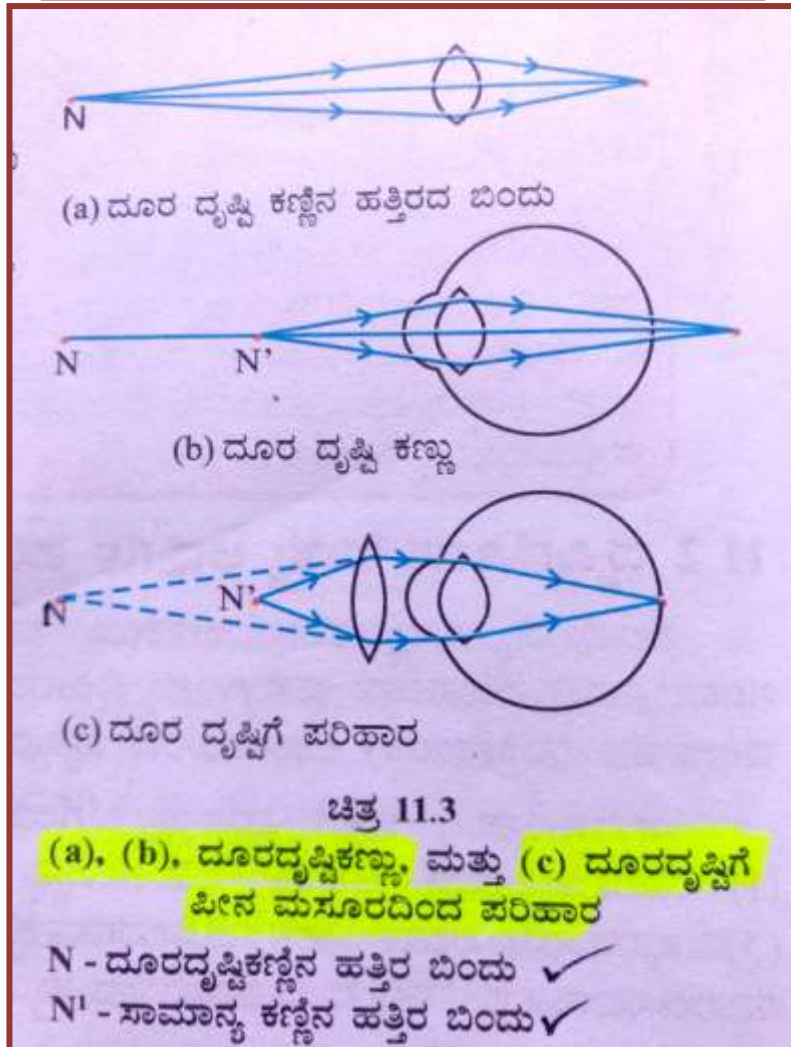 N
(a) ದೂರ ದೃಷ್ಟಿ ಕಣ್ಣಿನ ಹತ್ತಿರದ ಬಿಂದು
N N'
(b) ದೂರ ದೃಷ್ಟಿ ಕಣ್ಣು
N N'
(c) ದೂರ ದೃಷ್ಟಿಗೆ ಪರಿಹಾರ
ಚಿತ್ರ 11.3
(a), (b), ದೂರದೃಷ್ಟಿಕಣ್ಣು, ಮತ್ತು (c) ದೂರದೃಷ್ಟಿಗೆ
ಪೀನ ಮಸೂರದಿಂದ ಪರಿಹಾರ
N - ದೂರದೃಷ್ಟಿಕಣ್ಣಿನ ಹತ್ತಿರ ಬಿಂದು
N¹ - ಸಾಮಾನ್ಯ ಕಣ್ಣಿನ ಹತ್ತಿರ ಬಿಂದು